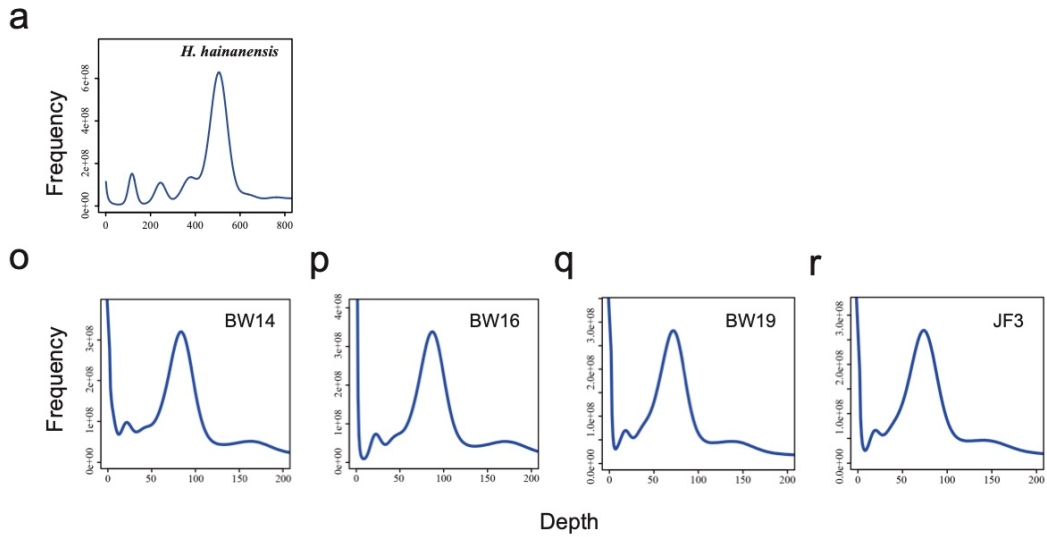 a
H. hainanensis
Frequency
6e+08
4e+08
2e+08
0e+00
0 200 400 600 800
o
BW14
Frequency
3e+08
2e+08
1e+08
0e+00
0 50 100 150 200
p
BW16
4e+08
3e+08
2e+08
1e+08
0e+00
0 50 100 150 200
q
BW19
3.0e+08
2.0e+08
1.0e+08
0.0e+00
0 50 100 150 200
r
JF3
3.0e+08
2.0e+08
1.0e+08
0.0e+00
0 50 100 150 200
Depth